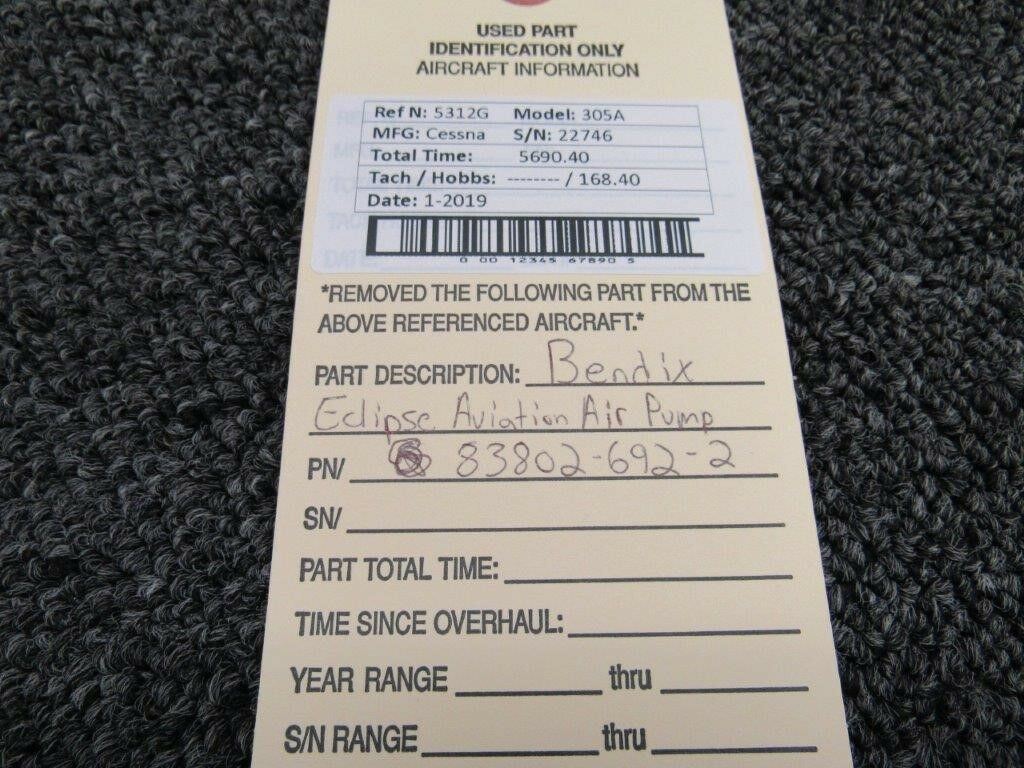 USED PART
IDENTIFICATION ONLY
AIRCRAFT INFORMATION
Ref N: 5312G Model: 305A
MFG: Cessna S/N: 22746
Total Time: 5690.40
Tach / Hobbs: -------- / 168.40
Date: 1-2019
0 00 12345 67890 5
*REMOVED THE FOLLOWING PART FROM THE
ABOVE REFERENCED AIRCRAFT.*
PART DESCRIPTION: Bendix
Eclipse Aviation Air Pump
PN/ 83802-692-2
SN/
PART TOTAL TIME:
TIME SINCE OVERHAUL:
YEAR RANGE thru
S/N RANGE thru